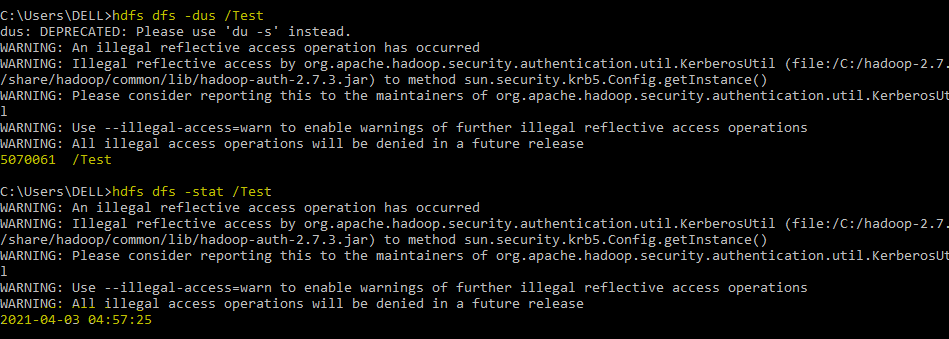 C:\Users\DELL>hdfs dfs -dus /Test
dus: DEPRECATED: Please use 'du -s' instead.
WARNING: An illegal reflective access operation has occurred
WARNING: Illegal reflective access by org.apache.hadoop.security.authentication.util.KerberosUtil (file:/C:/hadoop-2.7.
/share/hadoop/common/lib/hadoop-auth-2.7.3.jar) to method sun.security.krb5.Config.getInstance()
WARNING: Please consider reporting this to the maintainers of org.apache.hadoop.security.authentication.util.KerberosUt
l
WARNING: Use --illegal-access=warn to enable warnings of further illegal reflective access operations
WARNING: All illegal access operations will be denied in a future release
5070061  /Test
C:\Users\DELL>hdfs dfs -stat /Test
WARNING: An illegal reflective access operation has occurred
WARNING: Illegal reflective access by org.apache.hadoop.security.authentication.util.KerberosUtil (file:/C:/hadoop-2.7.
/share/hadoop/common/lib/hadoop-auth-2.7.3.jar) to method sun.security.krb5.Config.getInstance()
WARNING: Please consider reporting this to the maintainers of org.apache.hadoop.security.authentication.util.KerberosUt
l
WARNING: Use --illegal-access=warn to enable warnings of further illegal reflective access operations
WARNING: All illegal access operations will be denied in a future release
2021-04-03 04:57:25